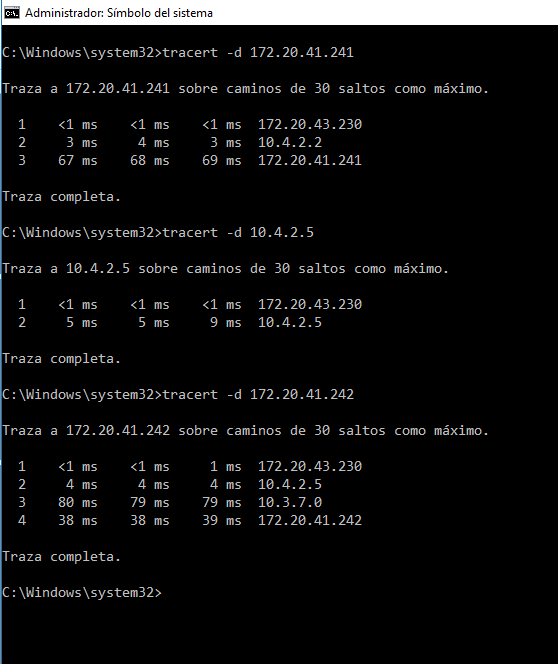 Administrador: Símbolo del sistema
C:\Windows\system32>tracert -d 172.20.41.241
Traza a 172.20.41.241 sobre caminos de 30 saltos como máximo.
1 <1 ms <1 ms <1 ms 172.20.43.230
2 3 ms 4 ms 3 ms 10.4.2.2
3 67 ms 68 ms 69 ms 172.20.41.241
Traza completa.
C:\Windows\system32>tracert -d 10.4.2.5
Traza a 10.4.2.5 sobre caminos de 30 saltos como máximo.
1 <1 ms <1 ms <1 ms 172.20.43.230
2 5 ms 5 ms 9 ms 10.4.2.5
Traza completa.
C:\Windows\system32>tracert -d 172.20.41.242
Traza a 172.20.41.242 sobre caminos de 30 saltos como máximo.
1 <1 ms <1 ms 1 ms 172.20.43.230
2 4 ms 4 ms 4 ms 10.4.2.5
3 80 ms 79 ms 79 ms 10.3.7.0
4 38 ms 38 ms 39 ms 172.20.41.242
Traza completa.
C:\Windows\system32>